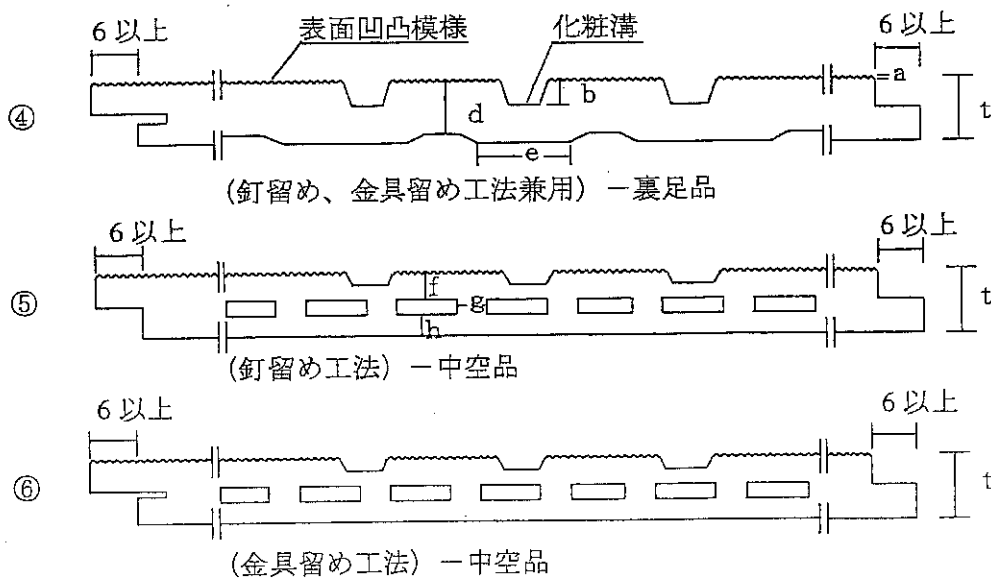 6以上 表面凹凸模様 化粧溝 6以上
a
④ b t
d
e
(釘留め、金具留め工法兼用)－裏足品
6以上 6以上
⑤ f t
g
h
(釘留め工法)－中空品
6以上 6以上
⑥ t
(金具留め工法)－中空品